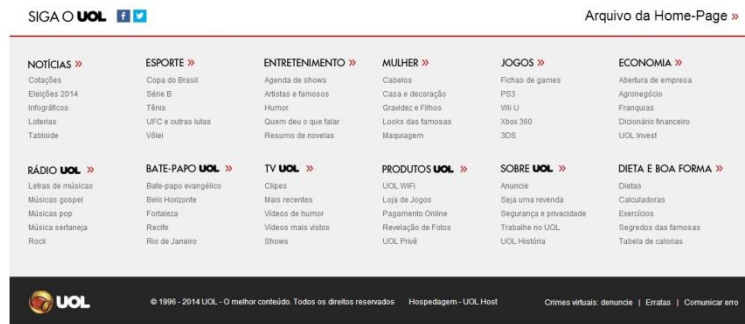 SIGA O UOL
Arquivo da Home-Page »
NOTÍCIAS »
Cotações
Eleições 2014
Infográficos
Loterias
Tabloide
ESPORTE »
Copa do Brasil
Série B
Tênis
UFC e outras lutas
Vôlei
ENTRETENIMENTO »
Agenda de shows
Artistas e famosos
Humor
Quem deu o que falar
Resumo de novelas
MULHER »
Cabelos
Casa e decoração
Gravidez e Filhos
Looks das famosas
Maquiagem
JOGOS »
Fichas de games
PS3
Wii U
Xbox 360
3DS
ECONOMIA »
Abertura de empresa
Agronegócio
Franquias
Dicionário financeiro
UOL Invest
RÁDIO UOL »
Letras de músicas
Músicas gospel
Músicas pop
Música sertaneja
Rock
BATE-PAPO UOL »
Bate-papo evangélico
Belo Horizonte
Fortaleza
Recife
Rio de Janeiro
TV UOL »
Clipes
Mais recentes
Vídeos de humor
Vídeos mais vistos
Shows
PRODUTOS UOL »
UOL WiFi
Loja de Jogos
Pagamento Online
Revelação de Fotos
UOL Privê
SOBRE UOL »
Anuncie
Seja uma revenda
Segurança e privacidade
Trabalhe no UOL
UOL História
DIETA E BOA FORMA »
Dietas
Calculadoras
Exercícios
Segredos das famosas
Tabela de calorias
UOL
© 1996 - 2014 UOL - O melhor conteúdo. Todos os direitos reservados
Hospedagem - UOL Host
Crimes virtuais: denuncie | Erratas | Comunicar erro